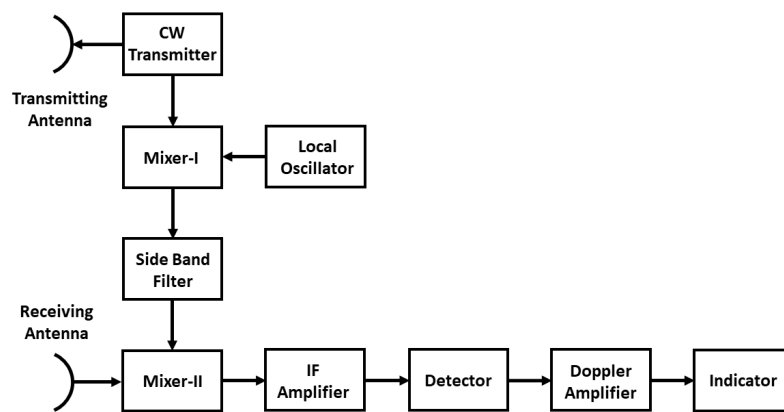 CW
Transmitter
Transmitting
Antenna
Mixer-I
Local
Oscillator
Side Band
Filter
Receiving
Antenna
Mixer-II
IF
Amplifier
Detector
Doppler
Amplifier
Indicator